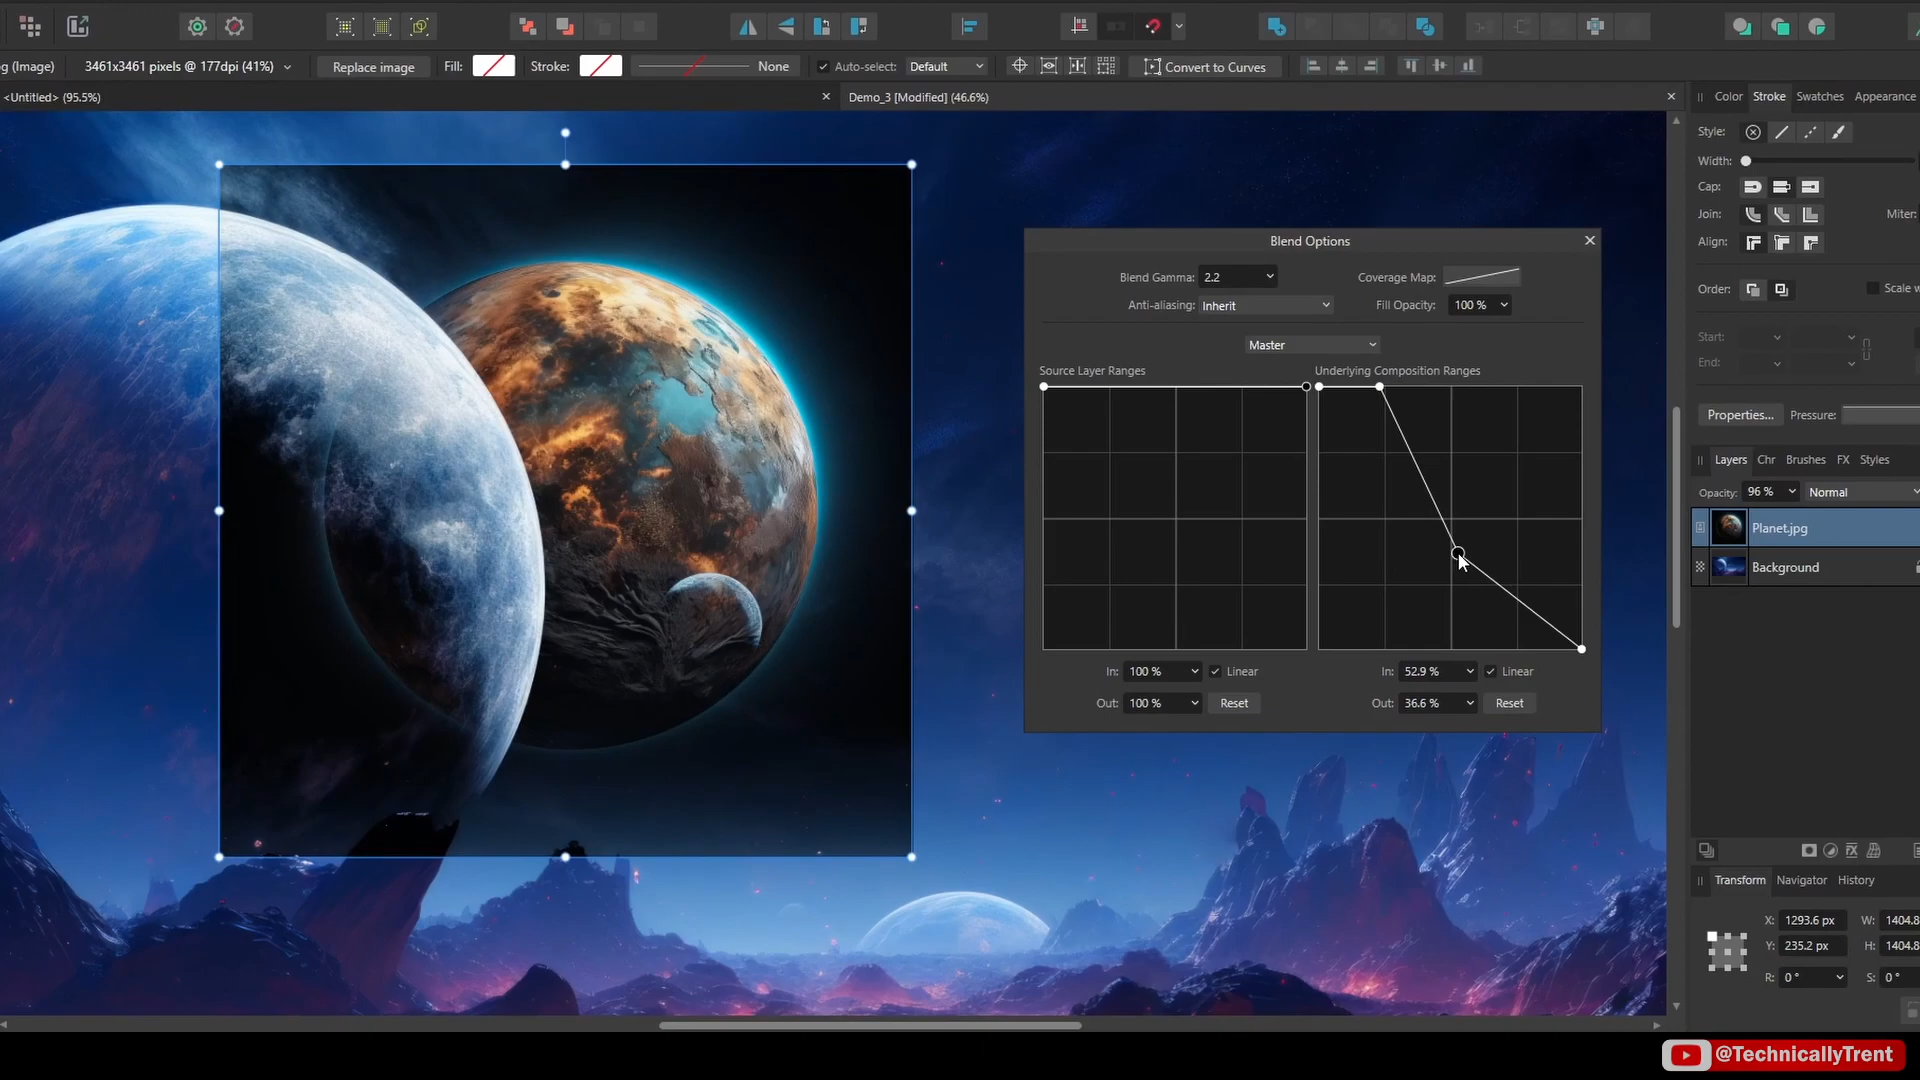 g (Image) 3461x3461 pixels @ 177dpi (41%) Replace image Fill: Stroke: None Auto-select: Default Convert to Curves
<Untitled> (95.5%) Demo_3 [Modified] (46.6%)
Color Stroke Swatches Appearance
Style:
Width:
Cap:
Join: Miter:
Align:
Order: Scale w
Start:
End:
Properties... Pressure:
Blend Options
Blend Gamma: 2.2 Coverage Map:
Anti-aliasing: Inherit Fill Opacity: 100 %
Master
Source Layer Ranges Underlying Composition Ranges
In: 100 % Linear In: 52.9 % Linear
Out: 100 % Reset Out: 36.6 % Reset
Layers Chr Brushes FX Styles
Opacity: 96 % Normal
Planet.jpg
Background
Transform Navigator History
X: 1293.6 px W: 1404.8
Y: 235.2 px H: 1404.8
R: 0 ° S: 0 °
@TechnicallyTrent